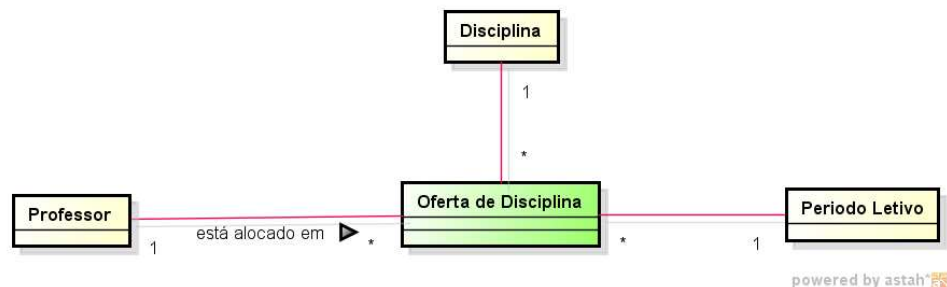 Disciplina
1
*
Professor
Oferta de Disciplina
Periodo Letivo
1
está alocado em
*
*
1
powered by astah*